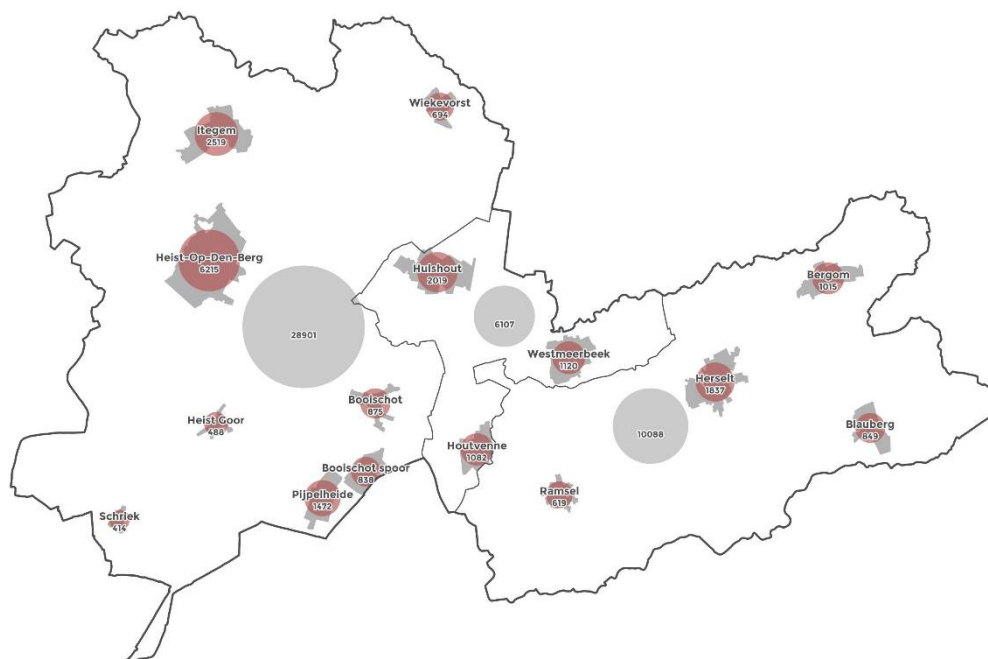 Wiekevorst
694
Itegem
2519
Heist-Op-Den-Berg
6215
Hulshout
2019
Bergom
1015
28901
6107
Westmeerbeek
1120
Herselt
1837
Booischot
875
Heist Goor
488
Blauberg
849
10088
Houtvenne
1082
Booischot spoor
838
Pijpelheide
1472
Ramsel
619
Schriek
414